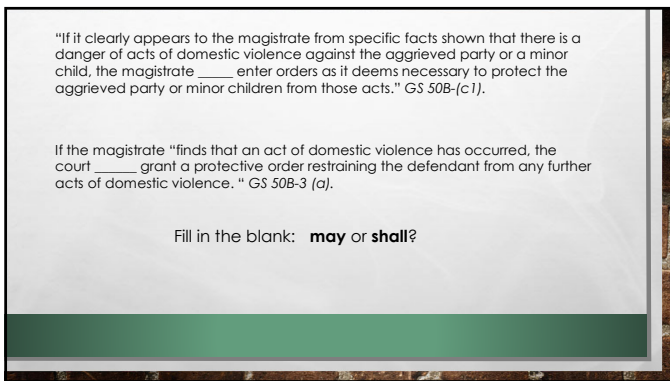 “If it clearly appears to the magistrate from specific facts shown that there is a
danger of acts of domestic violence against the aggrieved party or a minor
child, the magistrate _____ enter orders as it deems necessary to protect the
aggrieved party or minor children from those acts.” GS 50B-(c1).
If the magistrate “finds that an act of domestic violence has occurred, the
court ______ grant a protective order restraining the defendant from any further
acts of domestic violence. “ GS 50B-3 (a).
Fill in the blank: may or shall?